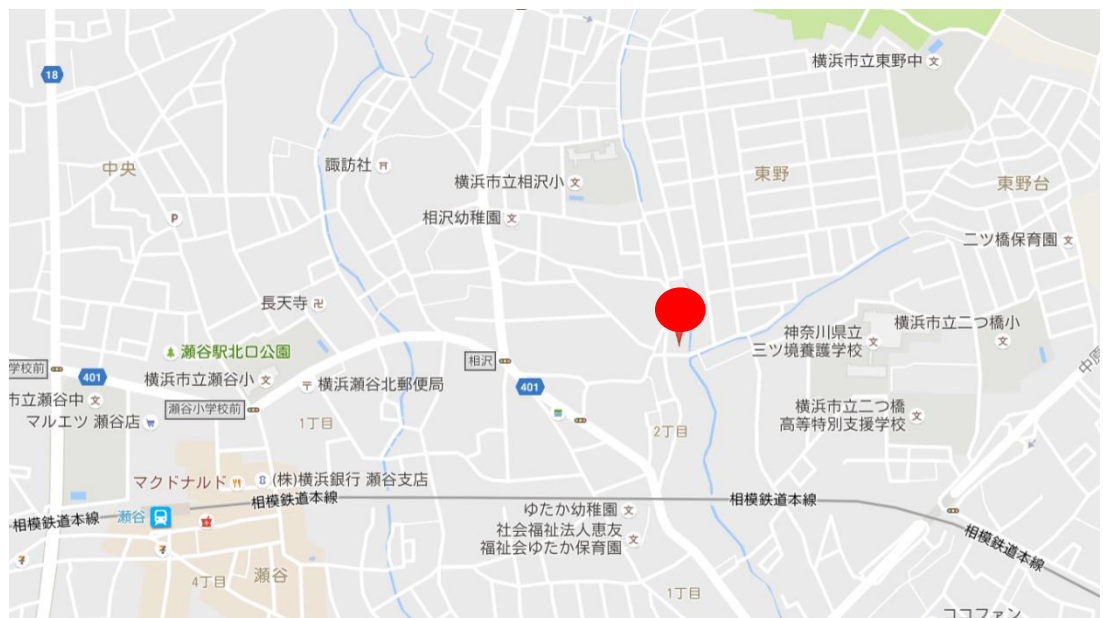 横浜市立東野中
18
中央
諏訪社
横浜市立相沢小
東野
東野台
P
相沢幼稚園
二ツ橋保育園
長天寺
神奈川県立
三ツ境養護学校
横浜市立二つ橋小
瀬谷駅北口公園
相沢
学校前
401
横浜市立瀬谷小
横浜瀬谷北郵便局
401
中原
市立瀬谷中
瀬谷小学校前
横浜市立二つ橋
高等特別支援学校
マルエツ 瀬谷店
1丁目
2丁目
マクドナルド
(株)横浜銀行 瀬谷支店
相模鉄道本線
相模鉄道本線
相模鉄道本線
瀬谷
ゆたか幼稚園
社会福祉法人恵友
福祉会ゆたか保育園
相模鉄道本線
4丁目
瀬谷
1丁目
ココファン